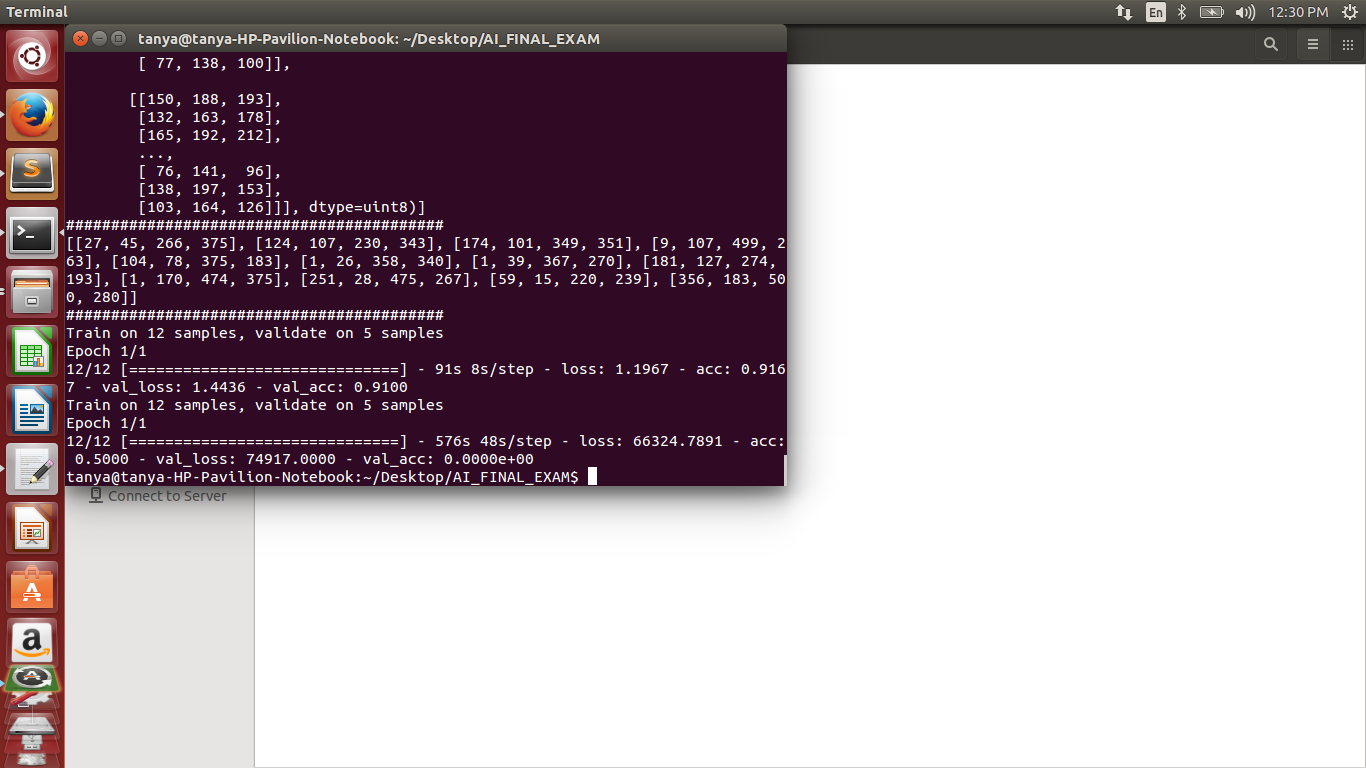 Terminal
En
12:30 PM
tanya@tanya-HP-Pavilion-Notebook: ~/Desktop/AI_FINAL_EXAM
[ 77, 138, 100]],
[[150, 188, 193],
[132, 163, 178],
[165, 192, 212],
...,
[ 76, 141,  96],
[138, 197, 153],
[103, 164, 126]]], dtype=uint8)]
##########################################
[[27, 45, 266, 375], [124, 107, 230, 343], [174, 101, 349, 351], [9, 107, 499, 2
63], [104, 78, 375, 183], [1, 26, 358, 340], [1, 39, 367, 270], [181, 127, 274,
193], [1, 170, 474, 375], [251, 28, 475, 267], [59, 15, 220, 239], [356, 183, 50
0, 280]]
##########################################
Train on 12 samples, validate on 5 samples
Epoch 1/1
12/12 [==============================] - 91s 8s/step - loss: 1.1967 - acc: 0.916
7 - val_loss: 1.4436 - val_acc: 0.9100
Train on 12 samples, validate on 5 samples
Epoch 1/1
12/12 [==============================] - 576s 48s/step - loss: 66324.7891 - acc:
0.5000 - val_loss: 74917.0000 - val_acc: 0.0000e+00
tanya@tanya-HP-Pavilion-Notebook:~/Desktop/AI_FINAL_EXAM$
Connect to Server